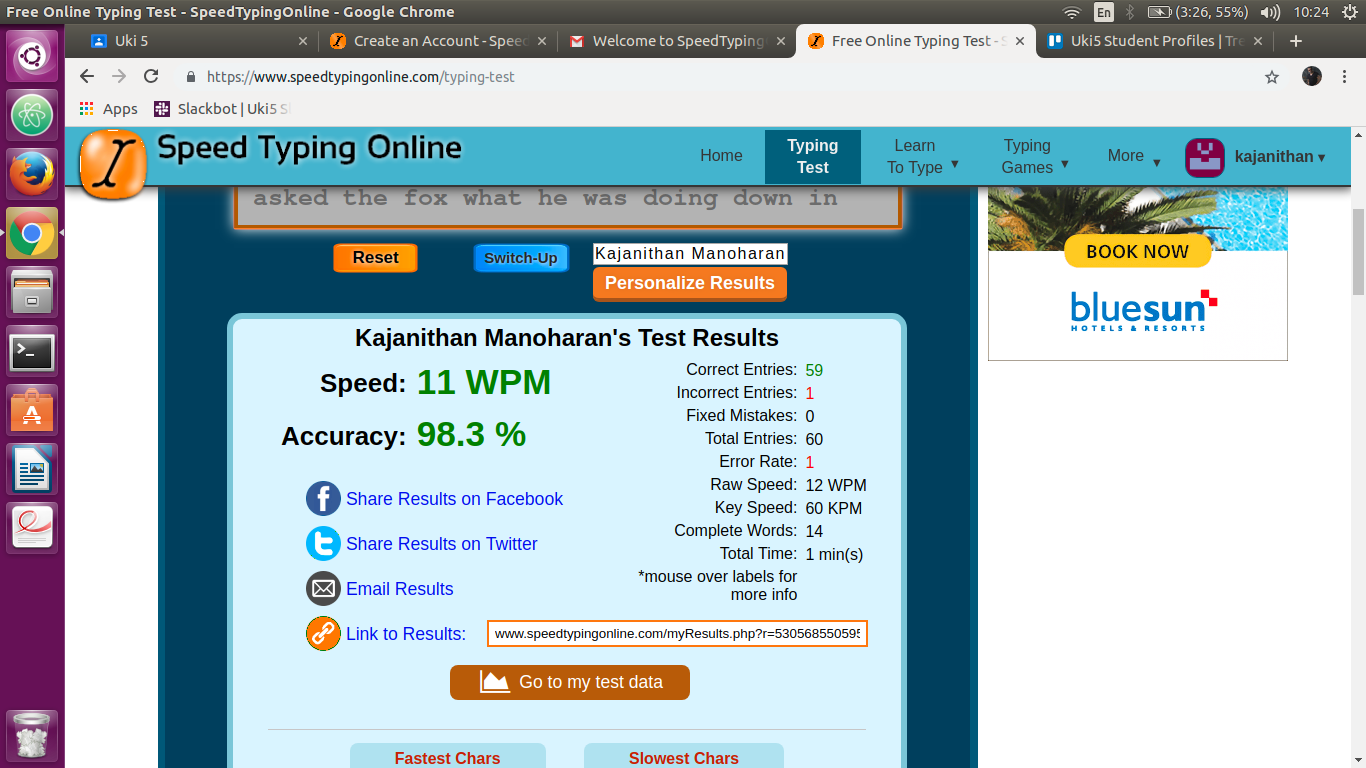 Free Online Typing Test - SpeedTypingOnline - Google Chrome
En (3:26, 55%) 10:24
Uki 5
Create an Account - Spee
Welcome to SpeedTyping
Free Online Typing Test - S
Uki5 Student Profiles | Tre
https://www.speedtypingonline.com/typing-test
Apps
Slackbot | Uki5 S
Speed Typing Online
Home
Typing
Test
Learn
To Type
Typing
Games
More
kajanithan
asked the fox what he was doing down in
Reset
Switch-Up
Kajanithan Manoharan
Personalize Results
BOOK NOW
bluesun
HOTELS & RESORTS
Kajanithan Manoharan's Test Results
Speed: 11 WPM
Accuracy: 98.3 %
Correct Entries: 59
Incorrect Entries: 1
Fixed Mistakes: 0
Total Entries: 60
Error Rate: 1
Raw Speed: 12 WPM
Key Speed: 60 KPM
Complete Words: 14
Total Time: 1 min(s)
*mouse over labels for
more info
Share Results on Facebook
Share Results on Twitter
Email Results
Link to Results: www.speedtypingonline.com/myResults.php?r=530568550595
Go to my test data
Fastest Chars
Slowest Chars